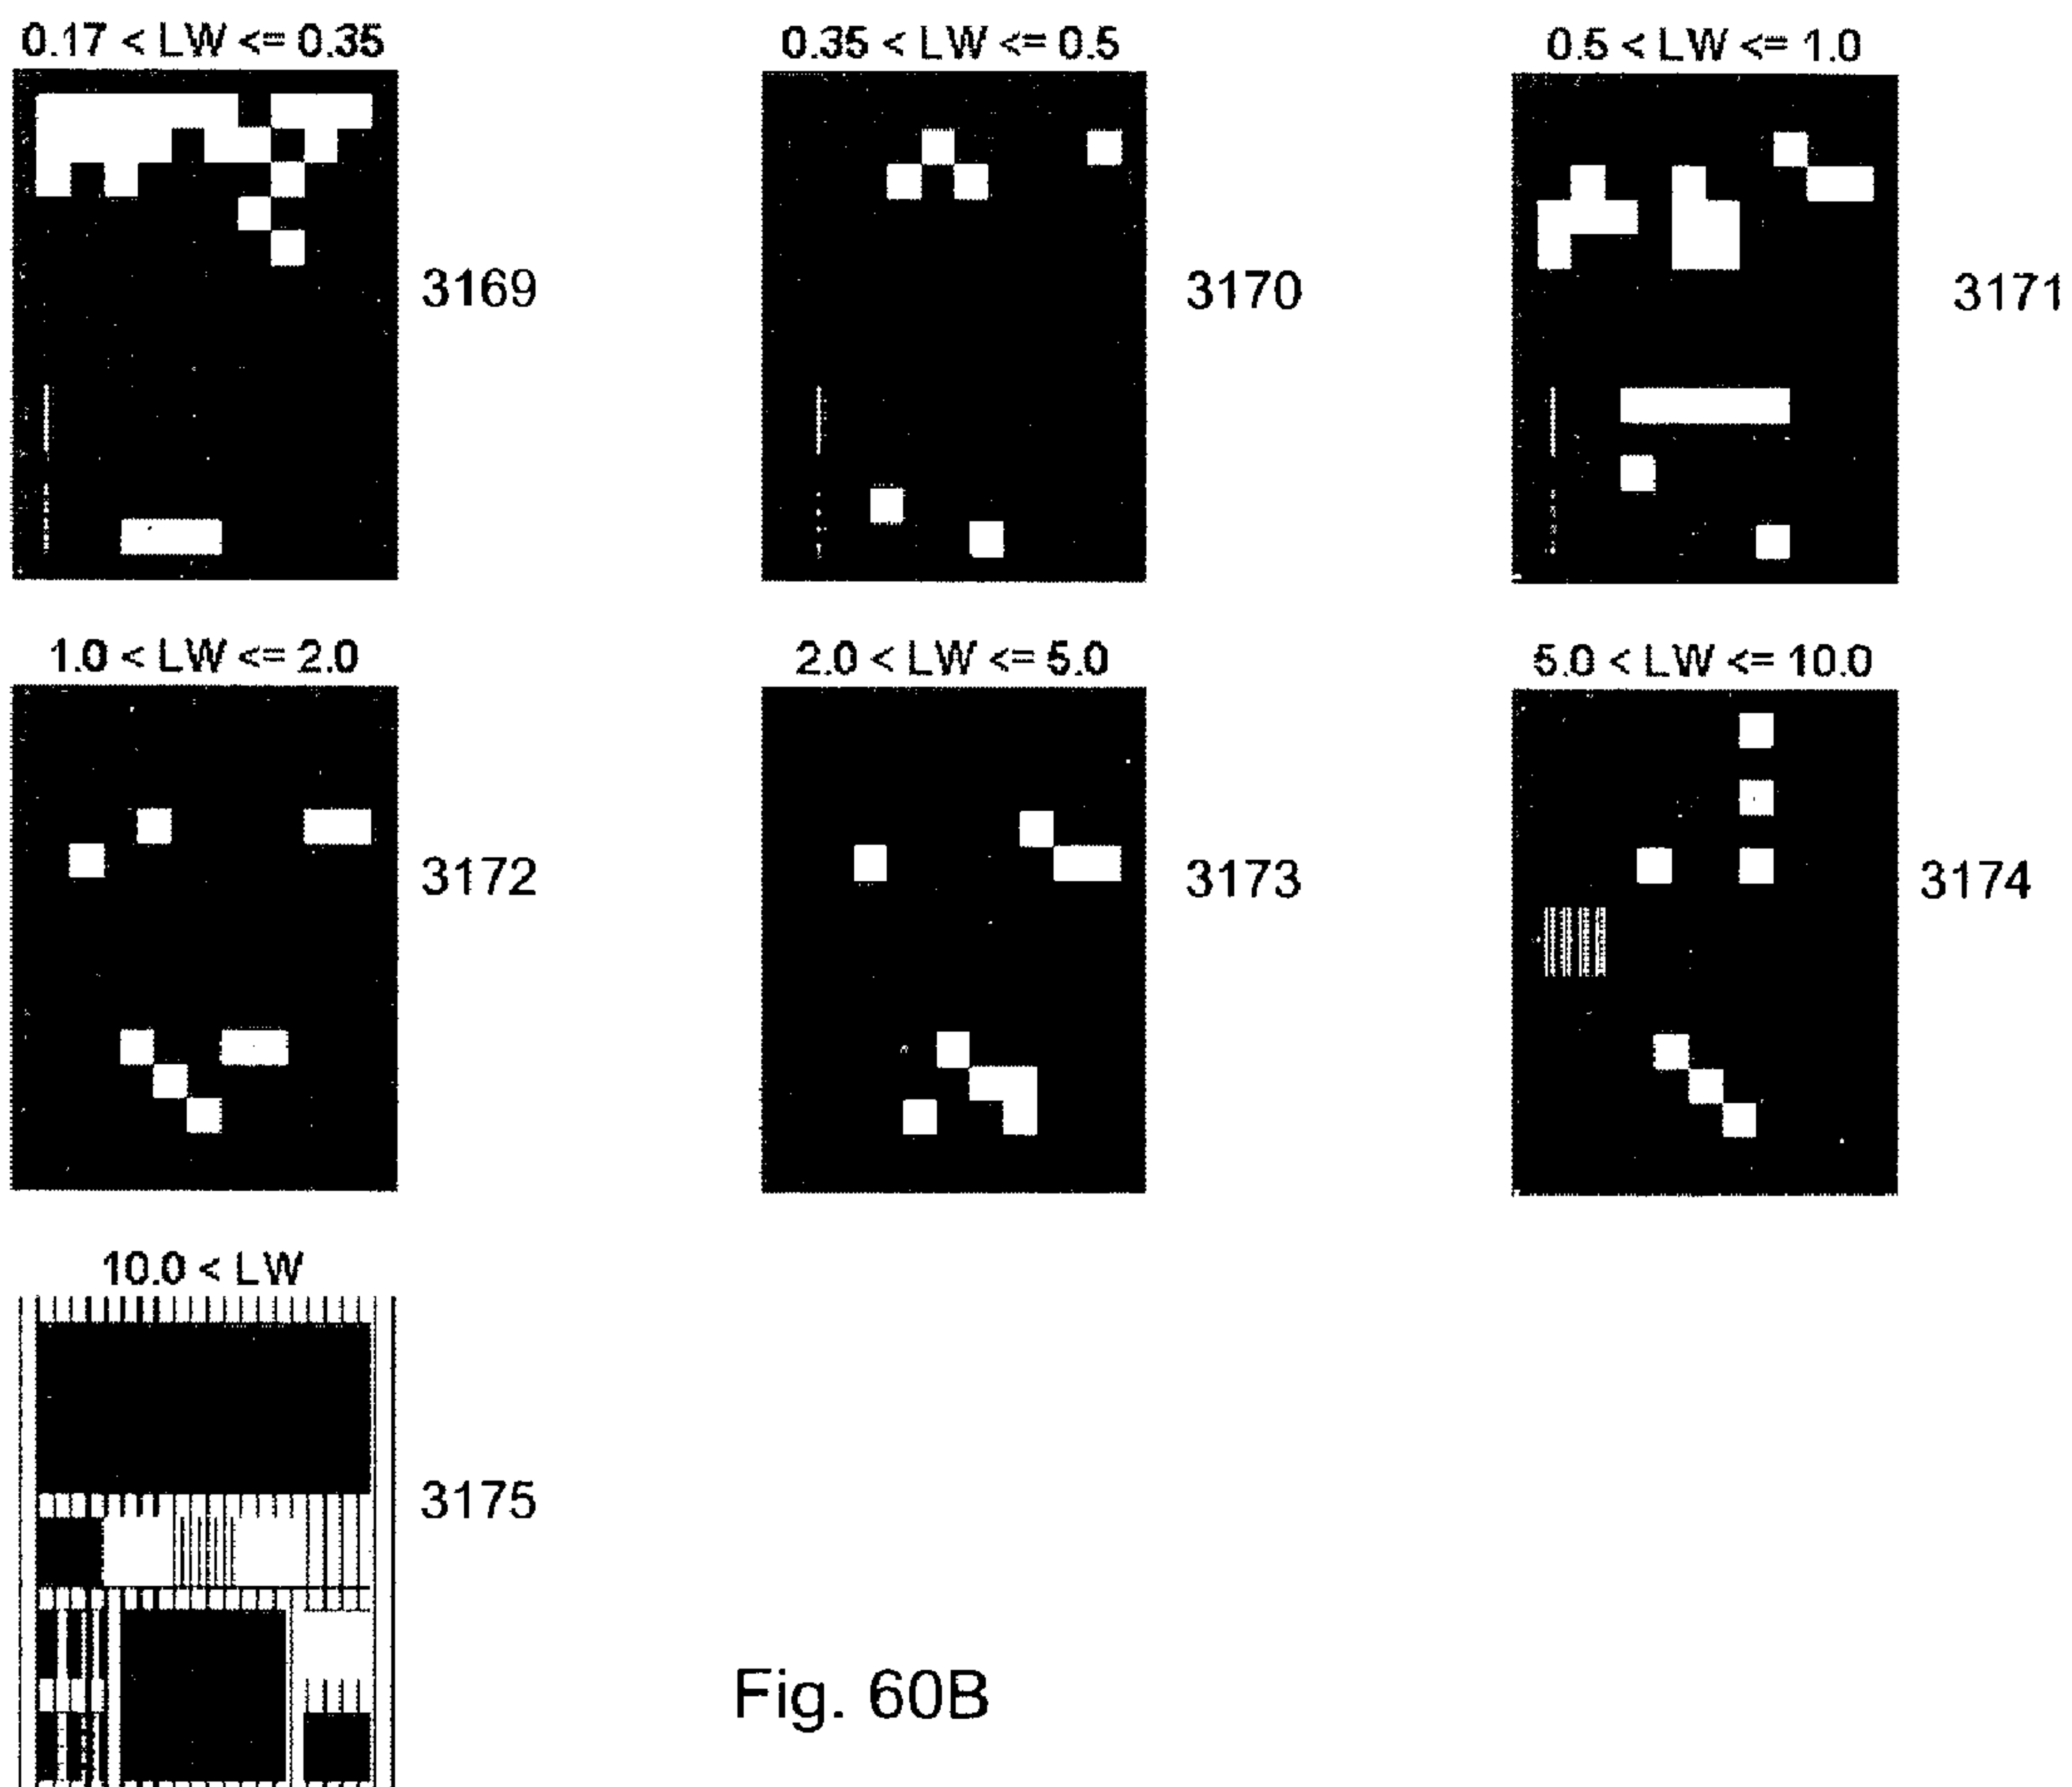 0.17 < LW <= 0.35
0.35 < LW <= 0.5
0.5 < LW <= 1.0
3169
3170
3171
1.0 < LW <= 2.0
2.0 < LW <= 5.0
5.0 < LW <= 10.0
3172
3173
3174
10.0 < LW
3175
Fig. 60B